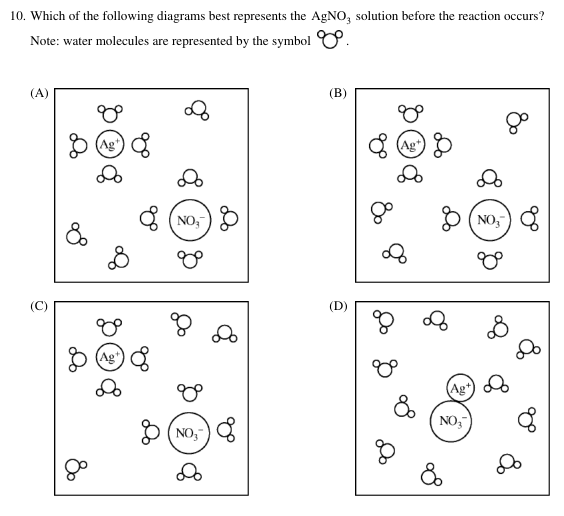 10. Which of the following diagrams best represents the AgNO₃ solution before the reaction occurs?
Note: water molecules are represented by the symbol .
(A)
Ag⁺
NO₃⁻
(B)
Ag⁺
NO₃⁻
(C)
Ag⁺
NO₃⁻
(D)
Ag⁺
NO₃⁻